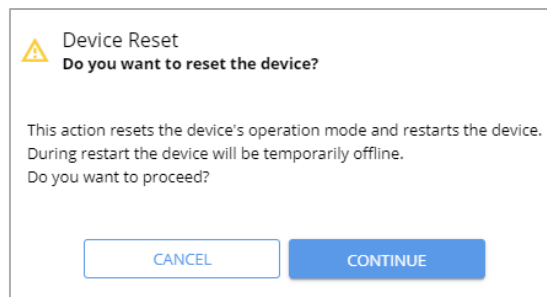 Device Reset
Do you want to reset the device?
This action resets the device's operation mode and restarts the device.
During restart the device will be temporarily offline.
Do you want to proceed?
CANCEL
CONTINUE